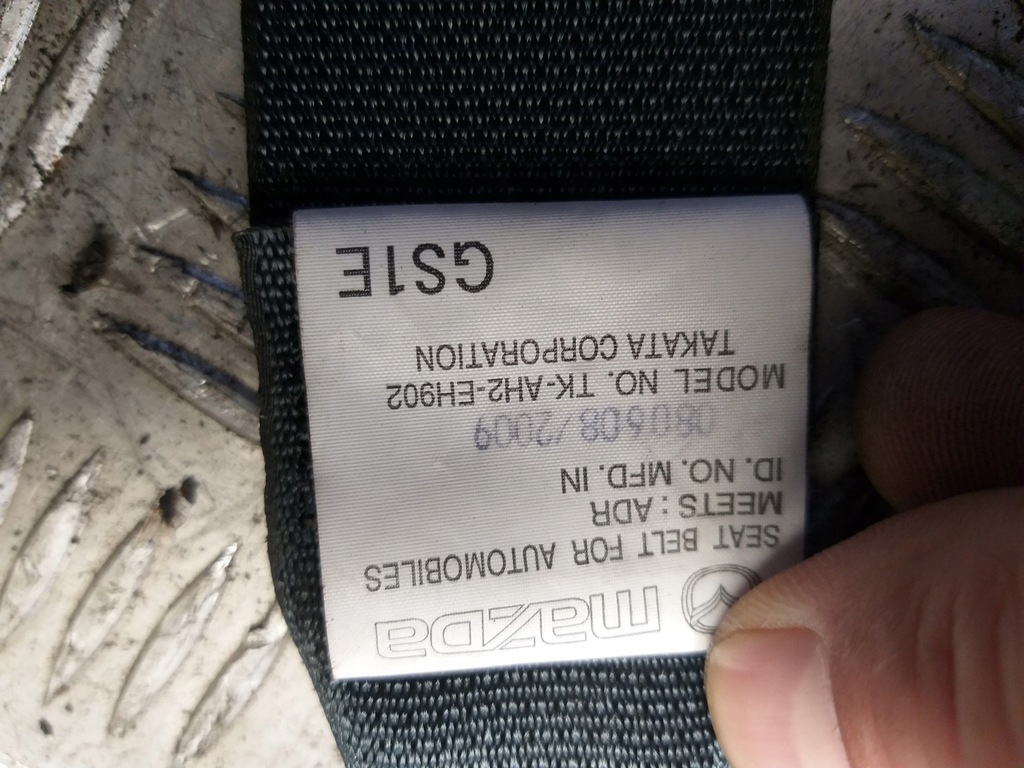 mazda
SEAT BELT FOR AUTOMOBILES
MEETS : ADR
ID. NO. MFD. IN
080608/2009
MODEL NO. TK-AH2-EH902
TAKATA CORPORATION
GS1E